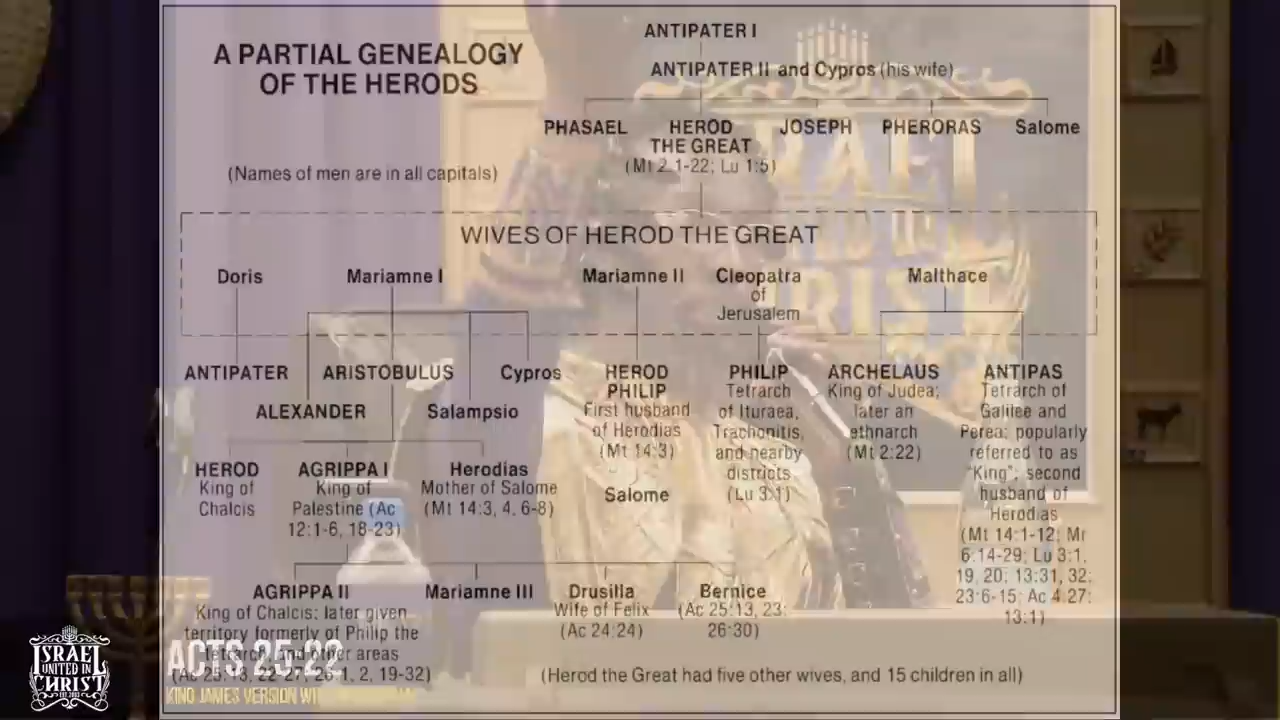 A PARTIAL GENEALOGY
OF THE HERODS
(Names of men are in all capitals)
ANTIPATER I
ANTIPATER II and Cypros (his wife)
PHASAEL HEROD JOSEPH PHERORAS Salome
THE GREAT
(Mt 2:1-22; Lu 1:5)
WIVES OF HEROD THE GREAT
Doris Mariamne I Mariamne II Cleopatra Malthace
of
Jerusalem
ANTIPATER ARISTOBULUS Cypros HEROD PHILIP ARCHELAUS ANTIPAS
PHILIP Tetrarch King of Judea; Tetrarch of
ALEXANDER Salampsio First husband of Ituraea, later an Galilee and
of Herodias Trachonitis, ethnarch Perea; popularly
(Mt 14:3) and nearby (Mt 2:22) referred to as
HEROD AGRIPPA I Herodias districts "King"; second
King of King of Mother of Salome Salome (Lu 3:1) husband of
Chalcis Palestine (Ac (Mt 14:3, 4, 6-8) Herodias
12:1-6, 18-23) (Mt 14:1-12; Mr
6:14-29; Lu 3:1,
19, 20; 13:31, 32;
23:6-15; Ac 4:27;
13:1)
AGRIPPA II Mariamne III Drusilla Bernice
King of Chalcis; later given Wife of Felix (Ac 25:13, 23;
territory formerly of Philip the (Ac 24:24) 26:30)
tetrarch, and other areas
26:1, 2, 19-32)
(Herod the Great had five other wives, and 15 children in all)
ACTS 25:22
KING JAMES VERSION
ISRAEL
UNITED IN
CHRIST